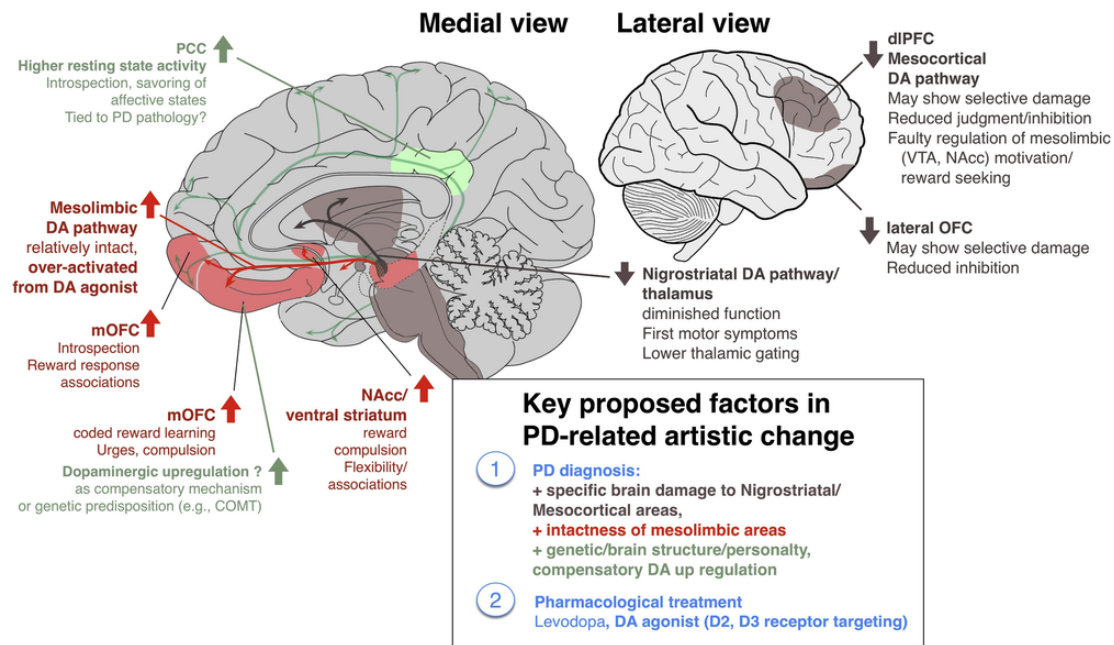 Medial view
Lateral view
PCC
Higher resting state activity
Introspection, savoring of
affective states
Tied to PD pathology?
Mesolimbic
DA pathway
relatively intact,
over-activated
from DA agonist
mOFC
Introspection
Reward response
associations
mOFC
coded reward learning
Urges, compulsion
Dopaminergic upregulation ?
as compensatory mechanism
or genetic predisposition (e.g., COMT)
NAcc/
ventral striatum
reward
compulsion
Flexibility/
associations
dlPFC
Mesocortical
DA pathway
May show selective damage
Reduced judgment/inhibition
Faulty regulation of mesolimbic
(VTA, NAcc) motivation/
reward seeking
lateral OFC
May show selective damage
Reduced inhibition
Nigrostriatal DA pathway/
thalamus
diminished function
First motor symptoms
Lower thalamic gating
Key proposed factors in
PD-related artistic change
1 PD diagnosis:
+ specific brain damage to Nigrostriatal/
Mesocortical areas,
+ intactness of mesolimbic areas
+ genetic/brain structure/personalty,
compensatory DA up regulation
2 Pharmacological treatment
Levodopa, DA agonist (D2, D3 receptor targeting)